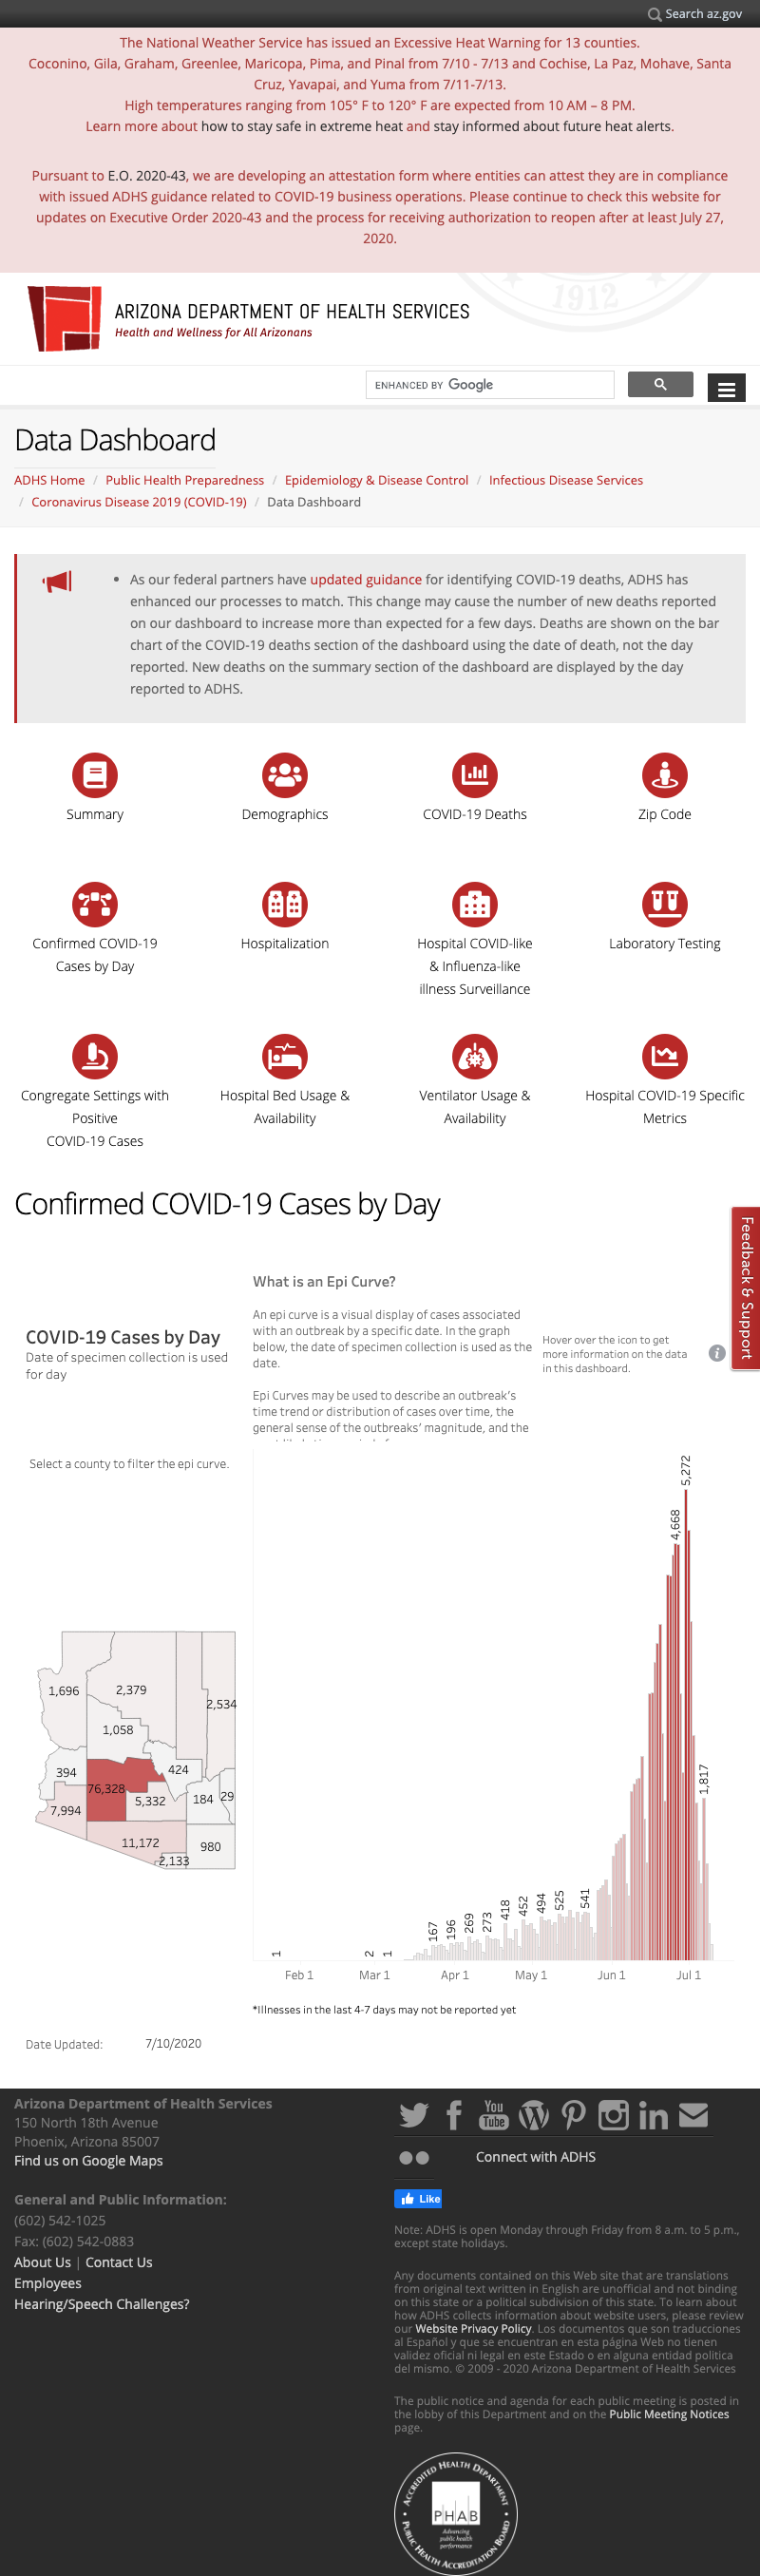 Search az.gov
The National Weather Service has issued an Excessive Heat Warning for 13 counties.
Coconino, Gila, Graham, Greenlee, Maricopa, Pima, and Pinal from 7/10 - 7/13 and Cochise, La Paz, Mohave, Santa
Cruz, Yavapai, and Yuma from 7/11-7/13.
High temperatures ranging from 105° F to 120° F are expected from 10 AM – 8 PM.
Learn more about how to stay safe in extreme heat and stay informed about future heat alerts.
Pursuant to E.O. 2020-43, we are developing an attestation form where entities can attest they are in compliance
with issued ADHS guidance related to COVID-19 business operations. Please continue to check this website for
updates on Executive Order 2020-43 and the process for receiving authorization to reopen after at least July 27,
2020.
1912
ARIZONA DEPARTMENT OF HEALTH SERVICES
Health and Wellness for All Arizonans
ENHANCED BY Google
Data Dashboard
ADHS Home / Public Health Preparedness / Epidemiology & Disease Control / Infectious Disease Services
/ Coronavirus Disease 2019 (COVID-19) / Data Dashboard
• As our federal partners have updated guidance for identifying COVID-19 deaths, ADHS has
enhanced our processes to match. This change may cause the number of new deaths reported
on our dashboard to increase more than expected for a few days. Deaths are shown on the bar
chart of the COVID-19 deaths section of the dashboard using the date of death, not the day
reported. New deaths on the summary section of the dashboard are displayed by the day
reported to ADHS.
Summary
Demographics
COVID-19 Deaths
Zip Code
Confirmed COVID-19
Cases by Day
Hospitalization
Hospital COVID-like
& Influenza-like
illness Surveillance
Laboratory Testing
Congregate Settings with
Positive
COVID-19 Cases
Hospital Bed Usage &
Availability
Ventilator Usage &
Availability
Hospital COVID-19 Specific
Metrics
Confirmed COVID-19 Cases by Day
Feedback & Support
COVID-19 Cases by Day
Date of specimen collection is used
for day
What is an Epi Curve?
An epi curve is a visual display of cases associated
with an outbreak by a specific date. In the graph
below, the date of specimen collection is used as the
date.
Epi Curves may be used to describe an outbreak's
time trend or distribution of cases over time, the
general sense of the outbreaks' magnitude, and the
Hover over the icon to get
more information on the data
in this dashboard.
Select a county to filter the epi curve.
1,696
2,379
2,534
1,058
394
424
76,328
5,332
184
29
7,994
11,172
980
2,133
1
2
1
167
196
269
273
418
452
494
525
541
4,668
5,272
1,817
Feb 1
Mar 1
Apr 1
May 1
Jun 1
Jul 1
*Illnesses in the last 4-7 days may not be reported yet
Date Updated: 7/10/2020
Arizona Department of Health Services
150 North 18th Avenue
Phoenix, Arizona 85007
Find us on Google Maps
General and Public Information:
(602) 542-1025
Fax: (602) 542-0883
About Us | Contact Us
Employees
Hearing/Speech Challenges?
You
Tube
Connect with ADHS
Like
Note: ADHS is open Monday through Friday from 8 a.m. to 5 p.m.,
except state holidays.
Any documents contained on this Web site that are translations
from original text written in English are unofficial and not binding
on this state or a political subdivision of this state. To learn about
how ADHS collects information about website users, please review
our Website Privacy Policy. Los documentos que son traducciones
al Español y que se encuentran en esta página Web no tienen
validez oficial ni legal en este Estado o en alguna entidad politica
del mismo. © 2009 - 2020 Arizona Department of Health Services
The public notice and agenda for each public meeting is posted in
the lobby of this Department and on the Public Meeting Notices
page.
ACCREDITED HEALTH DEPARTMENT
PHAB
Advancing
public health
performance
PUBLIC HEALTH ACCREDITATION BOARD